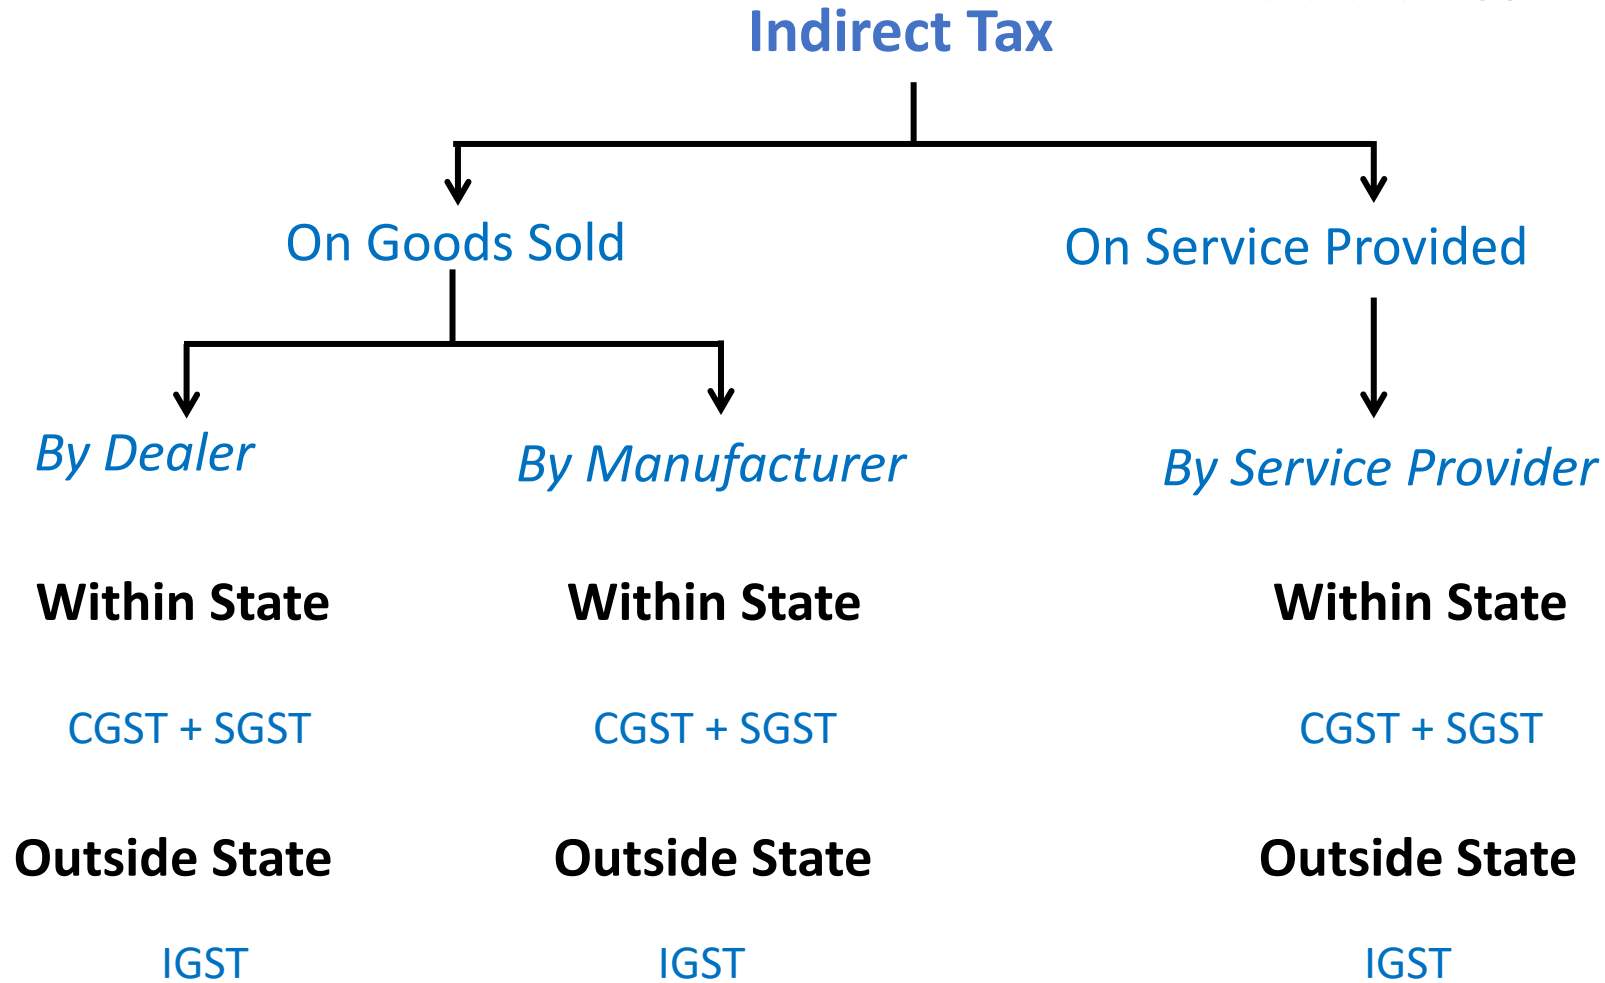 Indirect Tax
On Goods Sold
On Service Provided
By Dealer
By Manufacturer
By Service Provider
Within State
Within State
Within State
CGST + SGST
CGST + SGST
CGST + SGST
Outside State
Outside State
Outside State
IGST
IGST
IGST